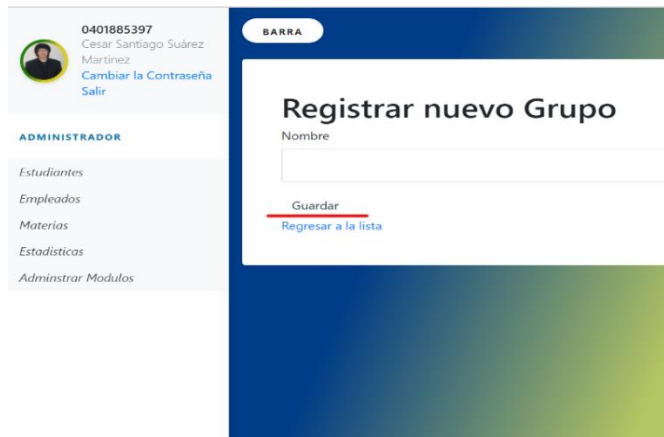 0401885397
Cesar Santiago Suárez
Martinez
Cambiar la Contraseña
Salir
ADMINISTRADOR
Estudiantes
Empleados
Materias
Estadisticas
Adminstrar Modulos
BARRA
Registrar nuevo Grupo
Nombre
Guardar
Regresar a la lista